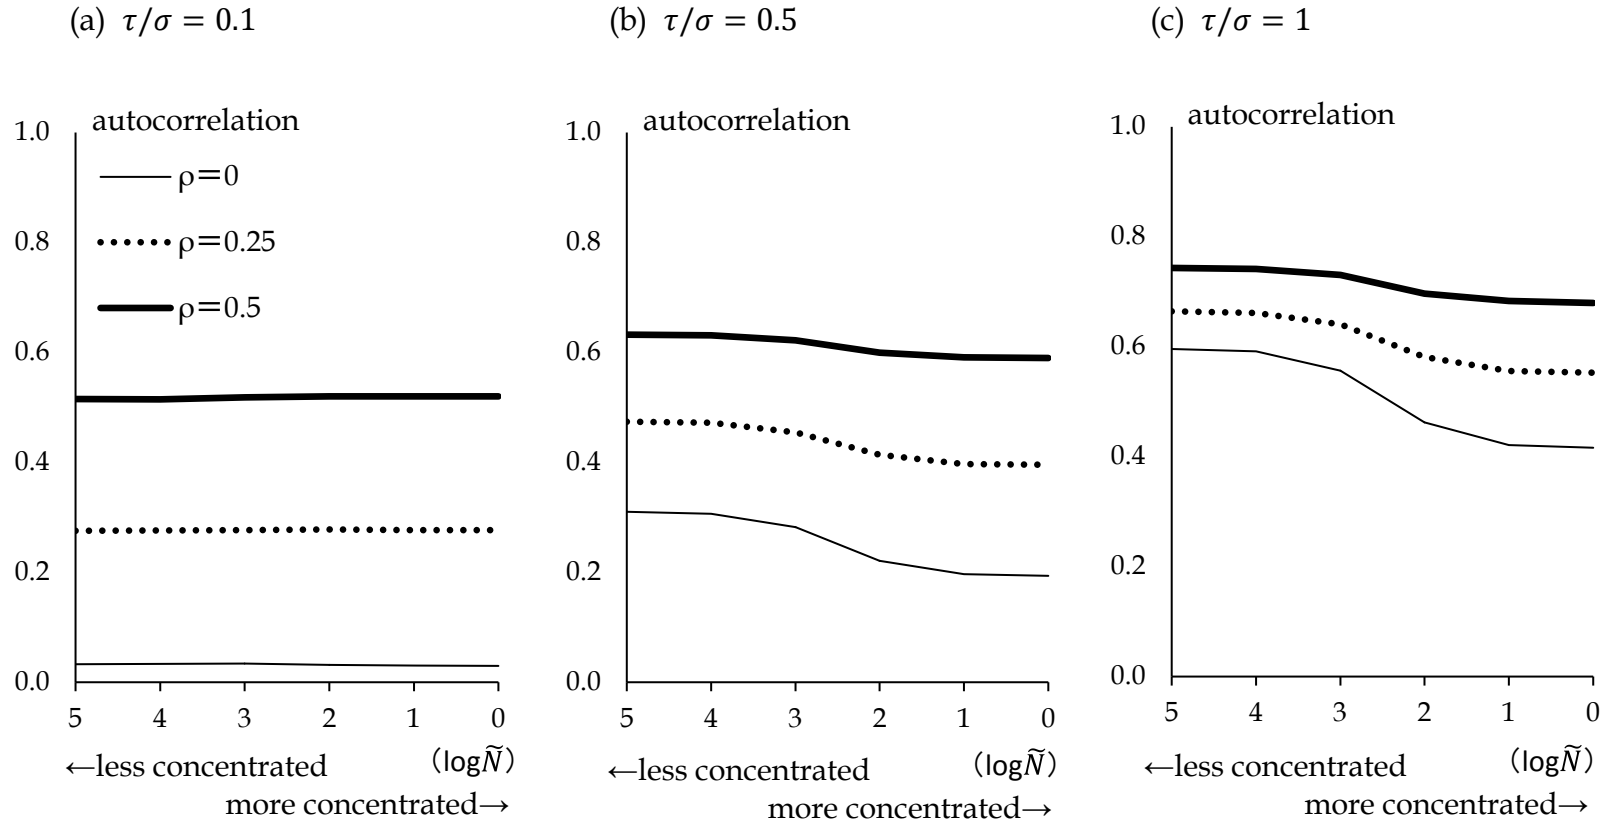 (a) τ/σ = 0.1
autocorrelation
1.0
0.8
0.6
0.4
0.2
0.0
ρ=0
ρ=0.25
ρ=0.5
5 4 3 2 1 0
(logÑ)
←less concentrated
more concentrated→
(b) τ/σ = 0.5
autocorrelation
1.0
0.8
0.6
0.4
0.2
0.0
5 4 3 2 1 0
(logÑ)
←less concentrated
more concentrated→
(c) τ/σ = 1
autocorrelation
1.0
0.8
0.6
0.4
0.2
0.0
5 4 3 2 1 0
(logÑ)
←less concentrated
more concentrated→